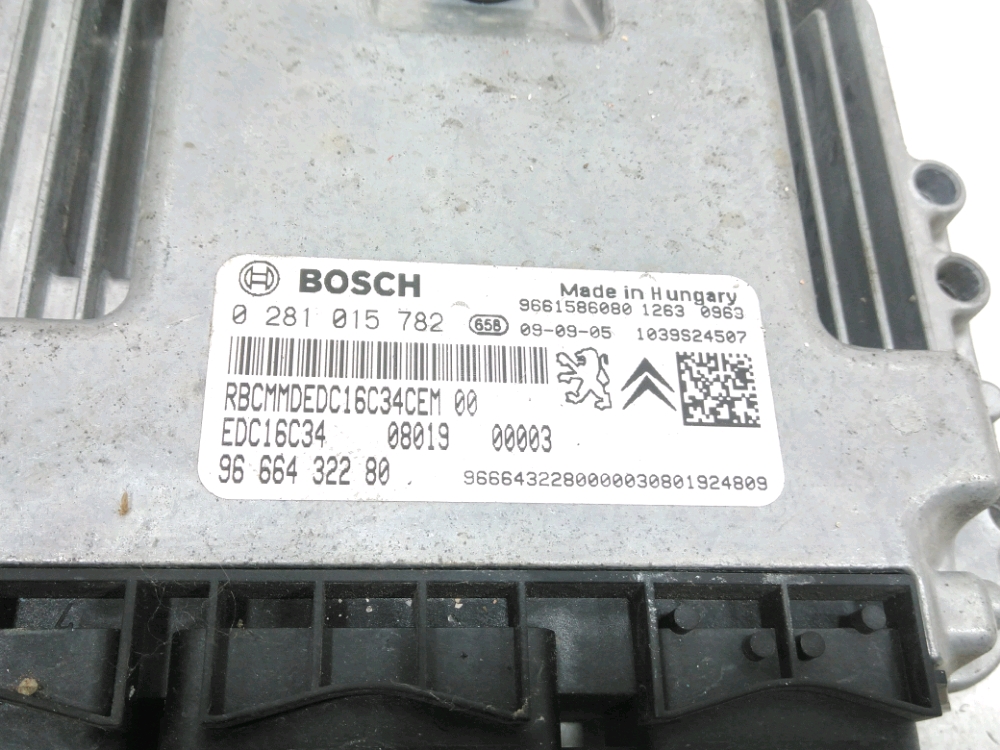 BOSCH
Made in Hungary
9661586080 1263 0963
0 281 015 782 658 09-09-05 1039S24507
RBCMMDEDC16C34CEM 00
EDC16C34 08019 00003
96 664 322 80 9666432280000030801924809